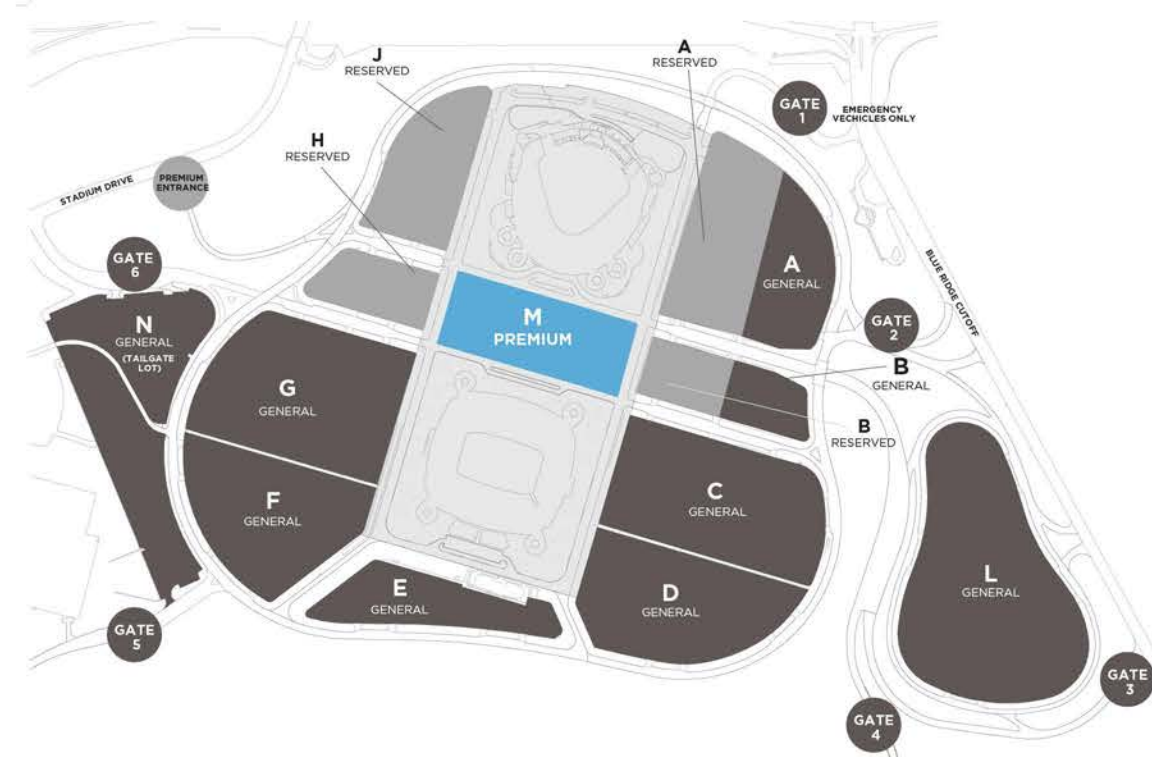 J
RESERVED
A
RESERVED
GATE
1
EMERGENCY
VECHICLES ONLY
H
RESERVED
PREMIUM
ENTRANCE
STADIUM DRIVE
GATE
6
A
GENERAL
BLUE RIDGE CUTOFF
N
GENERAL
(TAILGATE
LOT)
M
PREMIUM
GATE
2
B
GENERAL
G
GENERAL
B
RESERVED
F
GENERAL
C
GENERAL
E
GENERAL
D
GENERAL
L
GENERAL
GATE
5
GATE
3
GATE
4